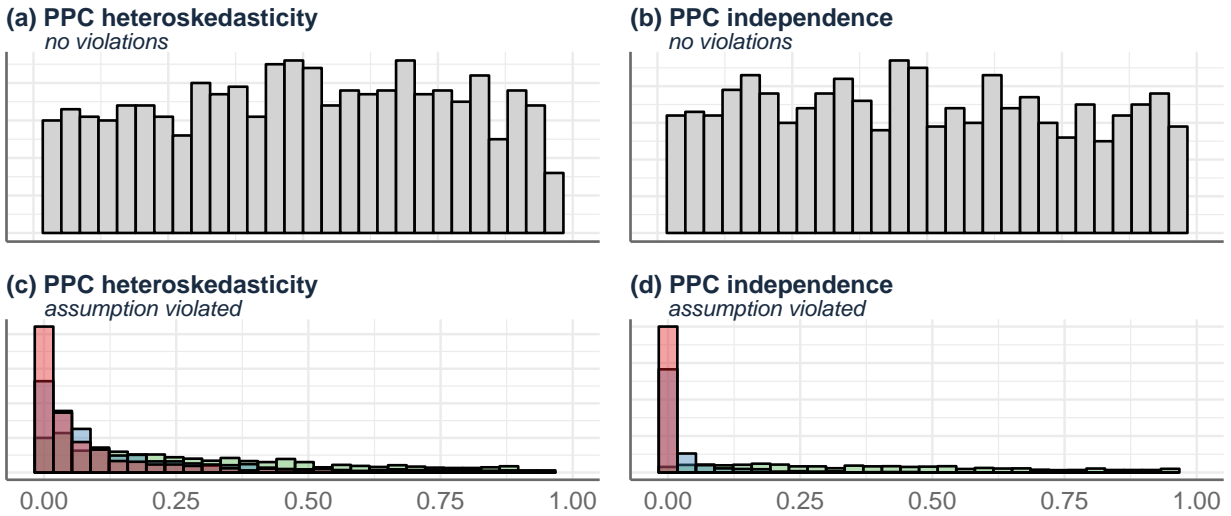 (a) PPC heteroskedasticity
no violations
(b) PPC independence
no violations
(c) PPC heteroskedasticity
assumption violated
(d) PPC independence
assumption violated
0.00 0.25 0.50 0.75 1.00
0.00 0.25 0.50 0.75 1.00